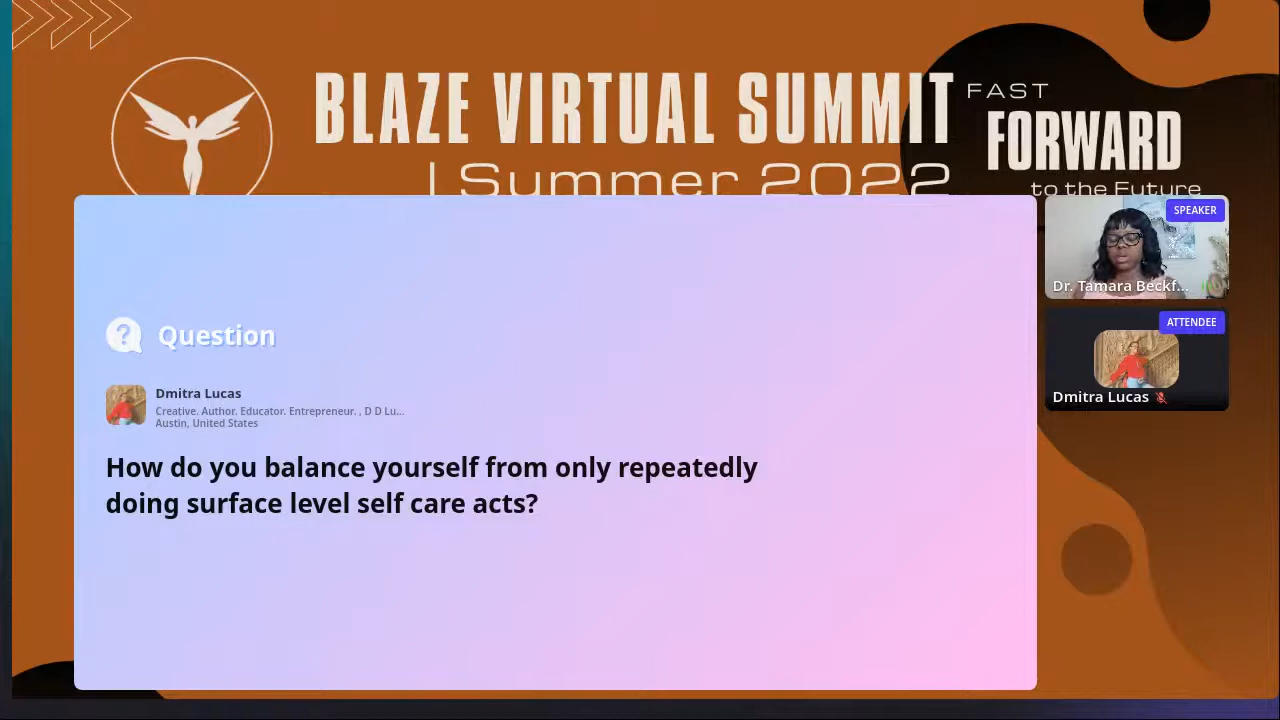 BLAZE VIRTUAL SUMMIT
| Summer 2022
FAST
FORWARD
to the Future
SPEAKER
Dr. Tamara Beckf...
ATTENDEE
Dmitra Lucas
Question
Dmitra Lucas
Creative. Author. Educator. Entrepreneur. , D D Lu...
Austin, United States
How do you balance yourself from only repeatedly
doing surface level self care acts?